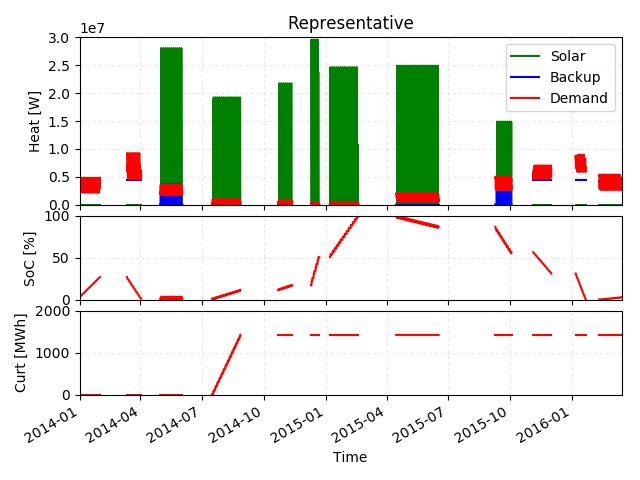 Representative
1e7
3.0
2.5
2.0
1.5
1.0
0.5
0.0
Heat [W]
Solar
Backup
Demand
100
50
0
SoC [%]
2000
1000
0
Curt [MWh]
2014-01
2014-04
2014-07
2014-10
2015-01
2015-04
2015-07
2015-10
2016-01
Time